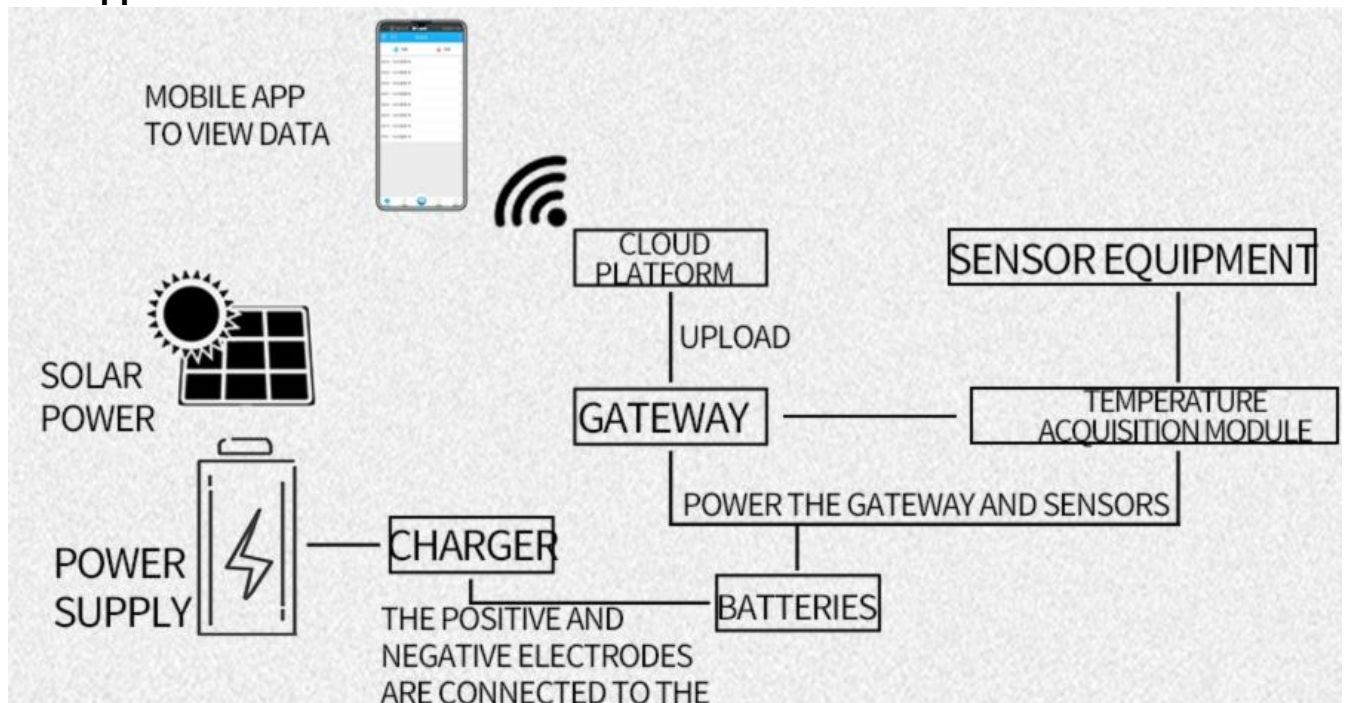 MOBILE APP
TO VIEW DATA
CLOUD
PLATFORM
SENSOR EQUIPMENT
UPLOAD
SOLAR
POWER
GATEWAY
TEMPERATURE
ACQUISITION MODULE
POWER THE GATEWAY AND SENSORS
POWER
SUPPLY
CHARGER
BATTERIES
THE POSITIVE AND
NEGATIVE ELECTRODES
ARE CONNECTED TO THE